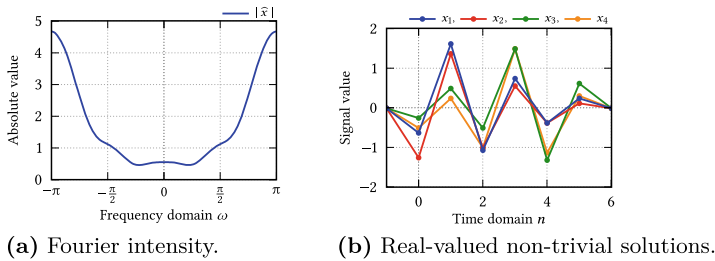 |x̂|
x₁, x₂, x₃, x₄
5
4
3
2
1
0
Absolute value
−π −π/2 0 π/2 π
Frequency domain ω
2
1
0
−1
−2
Signal value
0 2 4 6
Time domain n
(a) Fourier intensity.
(b) Real-valued non-trivial solutions.